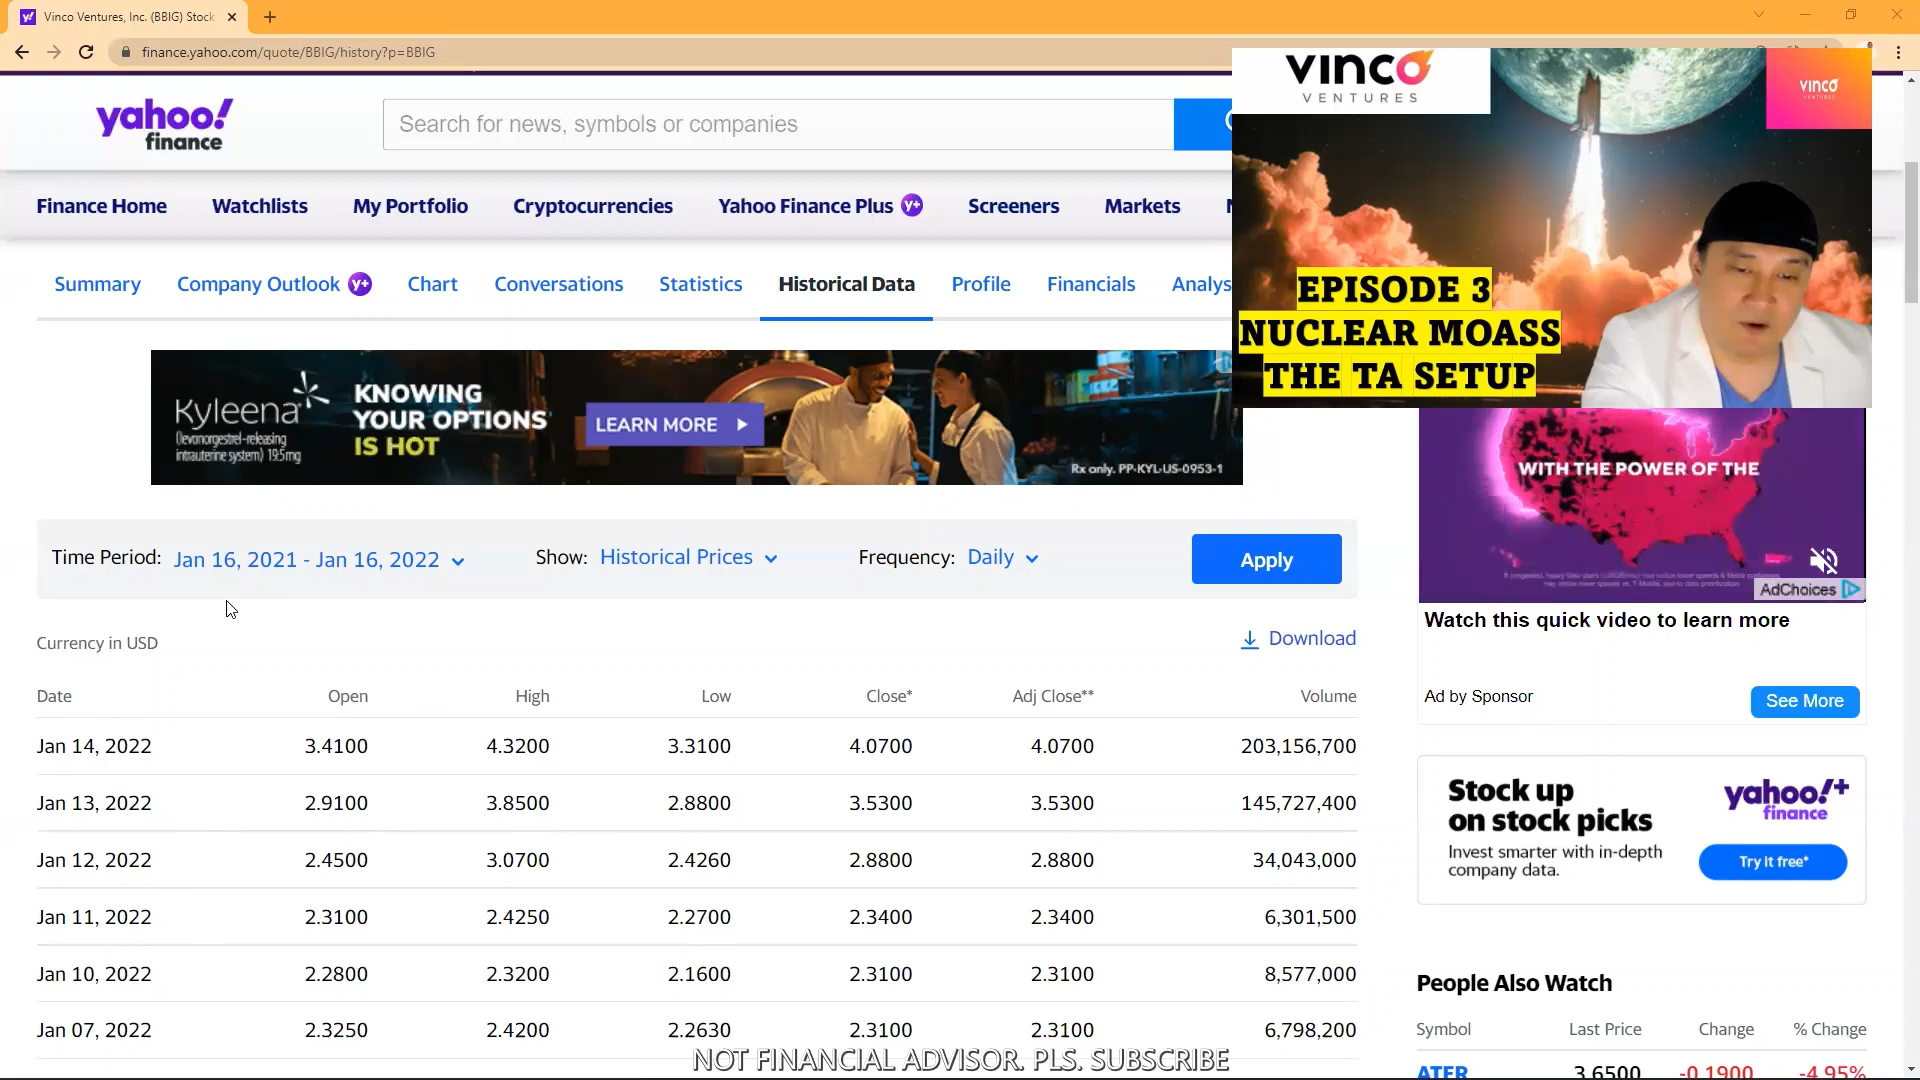 Vinco Ventures, Inc. (BBIG) Stock
finance.yahoo.com/quote/BBIG/history?p=BBIG
yahoo!
finance
Search for news, symbols or companies
Finance Home Watchlists My Portfolio Cryptocurrencies Yahoo Finance Plus y+ Screeners Markets
Summary Company Outlook y+ Chart Conversations Statistics Historical Data Profile Financials Analys
vinco
VENTURES
vinco
VENTURES
EPISODE 3
NUCLEAR MOASS
THE TA SETUP
Kyleena
(levonorgestrel-releasing
intrauterine system) 19.5mg
KNOWING
YOUR OPTIONS
IS HOT
LEARN MORE
Rx only. PP-KYL-US-0953-1
WITH THE POWER OF THE
AdChoices
Watch this quick video to learn more
Ad by Sponsor
See More
Time Period: Jan 16, 2021 - Jan 16, 2022 Show: Historical Prices Frequency: Daily Apply
Currency in USD Download
Date Open High Low Close* Adj Close** Volume
Jan 14, 2022 3.4100 4.3200 3.3100 4.0700 4.0700 203,156,700
Jan 13, 2022 2.9100 3.8500 2.8800 3.5300 3.5300 145,727,400
Jan 12, 2022 2.4500 3.0700 2.4260 2.8800 2.8800 34,043,000
Jan 11, 2022 2.3100 2.4250 2.2700 2.3400 2.3400 6,301,500
Jan 10, 2022 2.2800 2.3200 2.1600 2.3100 2.3100 8,577,000
Jan 07, 2022 2.3250 2.4200 2.2630 2.3100 2.3100 6,798,200
Stock up
on stock picks
Invest smarter with in-depth
company data.
yahoo!+
finance
Try it free*
People Also Watch
Symbol Last Price Change % Change
ATER 3.6500 -0.1900 -4.95%
NOT FINANCIAL ADVISOR. PLS. SUBSCRIBE